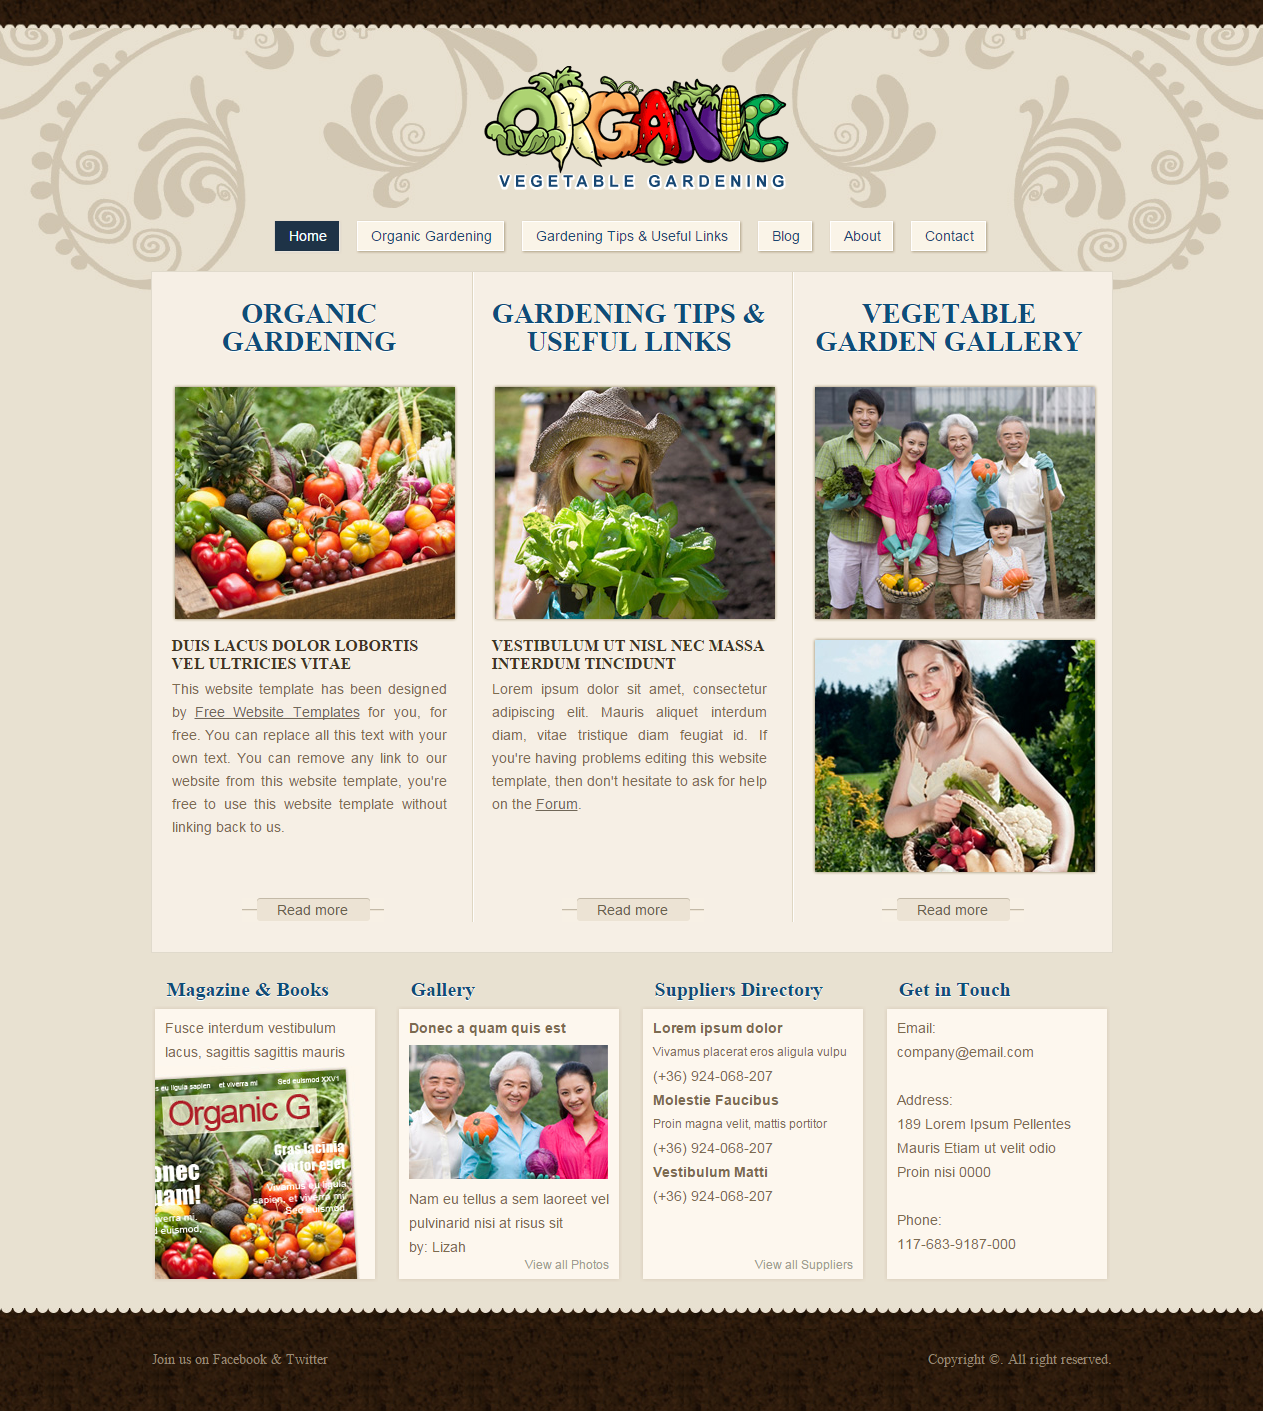 ORGANIC
VEGETABLE GARDENING
Home
Organic Gardening
Gardening Tips & Useful Links
Blog
About
Contact
ORGANIC
GARDENING
DUIS LACUS DOLOR LOBORTIS
VEL ULTRICIES VITAE
This website template has been designed
by Free Website Templates for you, for
free. You can replace all this text with your
own text. You can remove any link to our
website from this website template, you're
free to use this website template without
linking back to us.
Read more
GARDENING TIPS &
USEFUL LINKS
VESTIBULUM UT NISL NEC MASSA
INTERDUM TINCIDUNT
Lorem ipsum dolor sit amet, consectetur
adipiscing elit. Mauris aliquet interdum
diam, vitae tristique diam feugiat id. If
you're having problems editing this website
template, then don't hesitate to ask for help
on the Forum.
Read more
VEGETABLE
GARDEN GALLERY
Read more
Magazine & Books
Fusce interdum vestibulum
lacus, sagittis sagittis mauris
s eu ligula sapien et viverra mi Sed euismod XXVI
Organic G
Cras lacinia
tortor eget
onec
uam!
Vivamus eu ligula
sapien, et viverra mi
Sed euismod,
verra mi.
d euismod,
Gallery
Donec a quam quis est
Nam eu tellus a sem laoreet vel
pulvinarid nisi at risus sit
by: Lizah
View all Photos
Suppliers Directory
Lorem ipsum dolor
Vivamus placerat eros aligula vulpu
(+36) 924-068-207
Molestie Faucibus
Proin magna velit, mattis portitor
(+36) 924-068-207
Vestibulum Matti
(+36) 924-068-207
View all Suppliers
Get in Touch
Email:
company@email.com
Address:
189 Lorem Ipsum Pellentes
Mauris Etiam ut velit odio
Proin nisi 0000
Phone:
117-683-9187-000
Join us on Facebook & Twitter
Copyright ©. All right reserved.